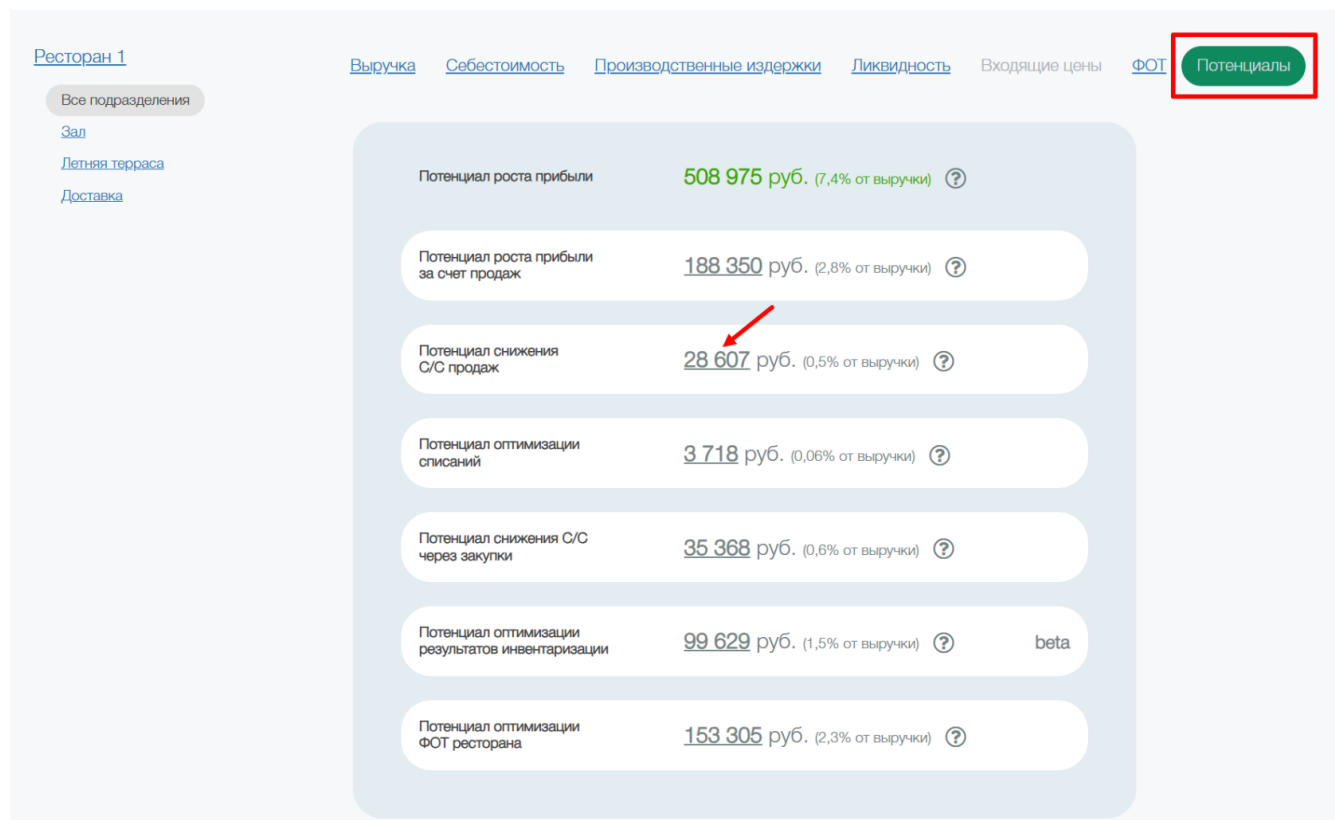 Ресторан 1
Выручка Себестоимость Производственные издержки Ликвидность Входящие цены ФОТ Потенциалы
Все подразделения
Зал
Летняя терраса
Доставка
Потенциал роста прибыли 508 975 руб. (7,4% от выручки) ?
Потенциал роста прибыли
за счет продаж
188 350 руб. (2,8% от выручки) ?
Потенциал снижения
С/С продаж
28 607 руб. (0,5% от выручки) ?
Потенциал оптимизации
списаний
3 718 руб. (0,06% от выручки) ?
Потенциал снижения С/С
через закупки
35 368 руб. (0,6% от выручки) ?
Потенциал оптимизации
результатов инвентаризации
99 629 руб. (1,5% от выручки) ? beta
Потенциал оптимизации
ФОТ ресторана
153 305 руб. (2,3% от выручки) ?